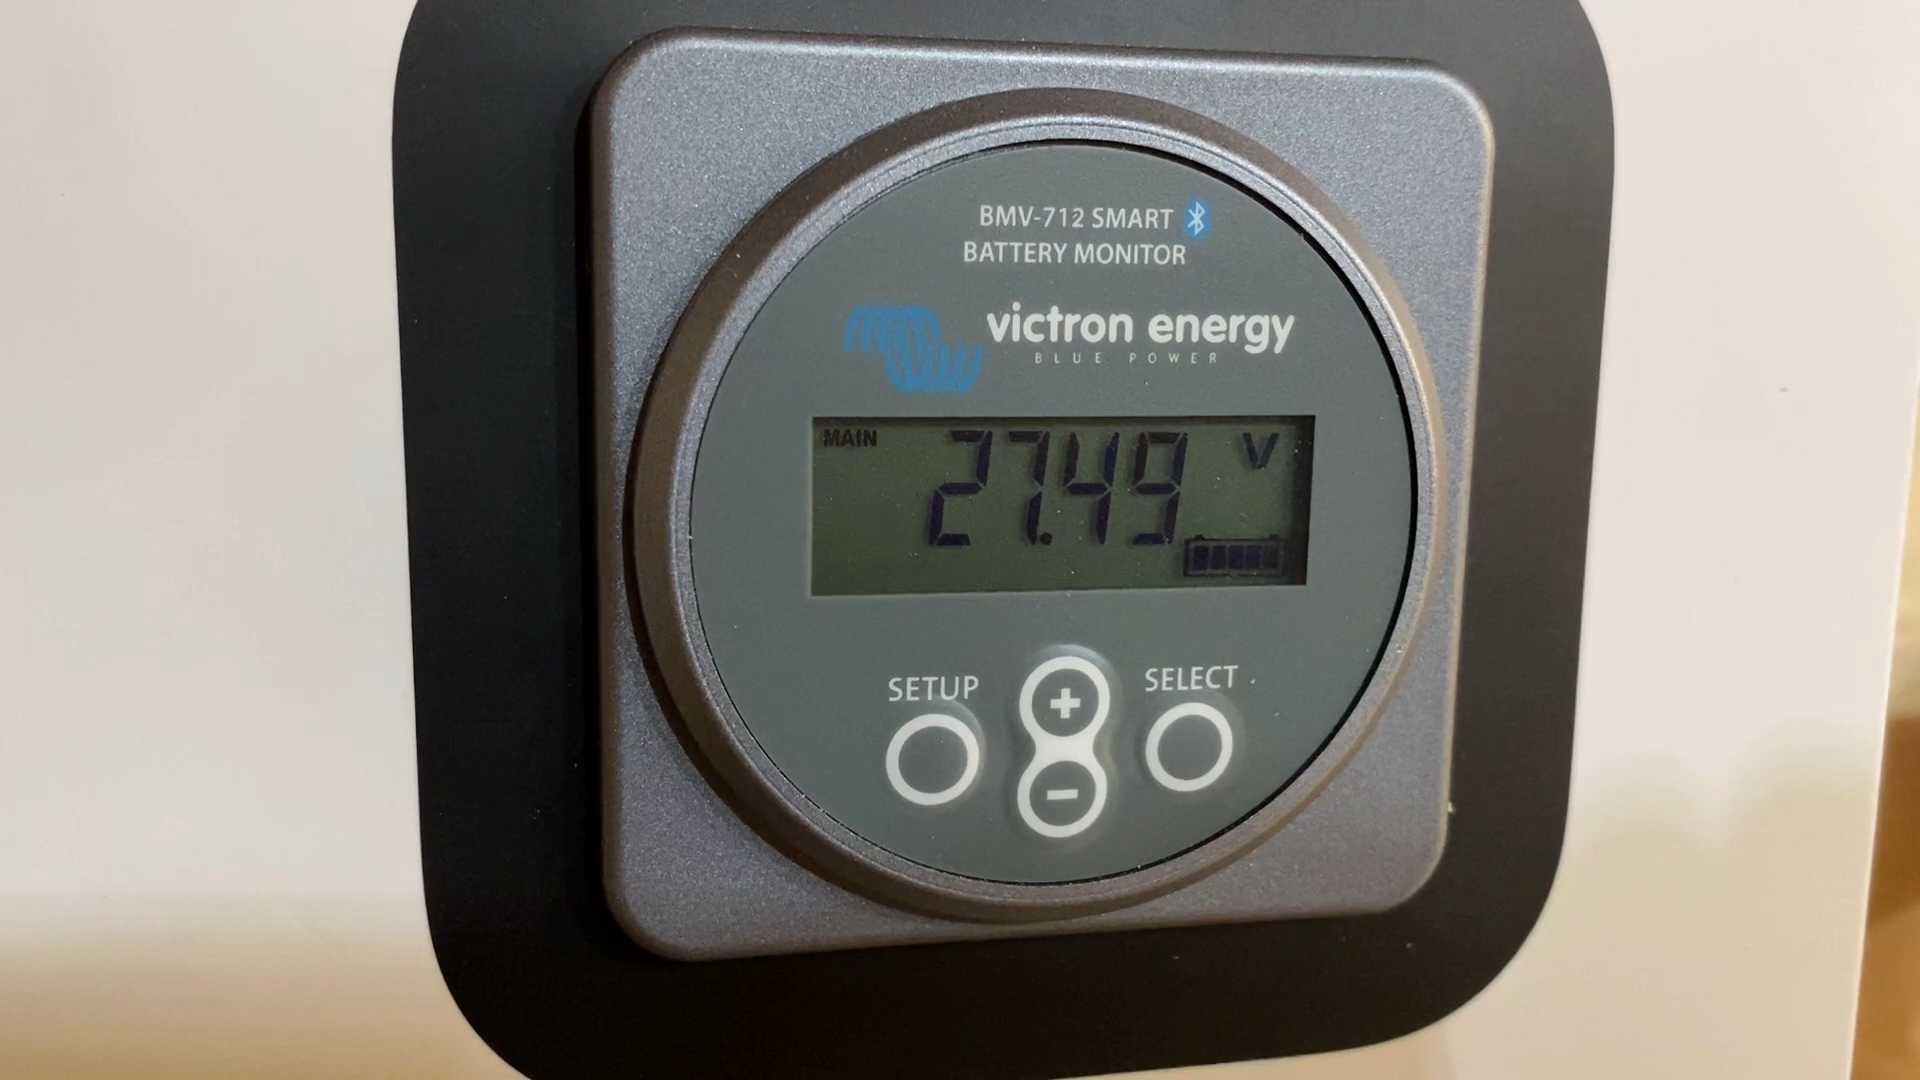 BMV-712 SMART
BATTERY MONITOR
victron energy
BLUE POWER
MAIN 27.49 V
SETUP + SELECT
-